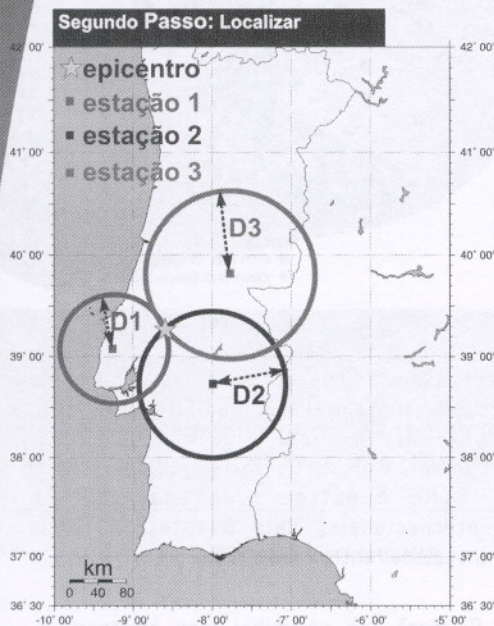 Segundo Passo: Localizar
42˚ 00'
42˚ 00'
epicentro
estação 1
estação 2
estação 3
41˚ 00'
41˚ 00'
D3
40˚ 00'
40˚ 00'
D1
39˚ 00'
39˚ 00'
D2
38˚ 00'
38˚ 00'
37˚ 00'
37˚ 00'
km
0 40 80
36˚ 30'
36˚ 30'
-10˚ 00'
-9˚ 00'
-8˚ 00'
-7˚ 00'
-6˚ 00'
-5˚ 00'